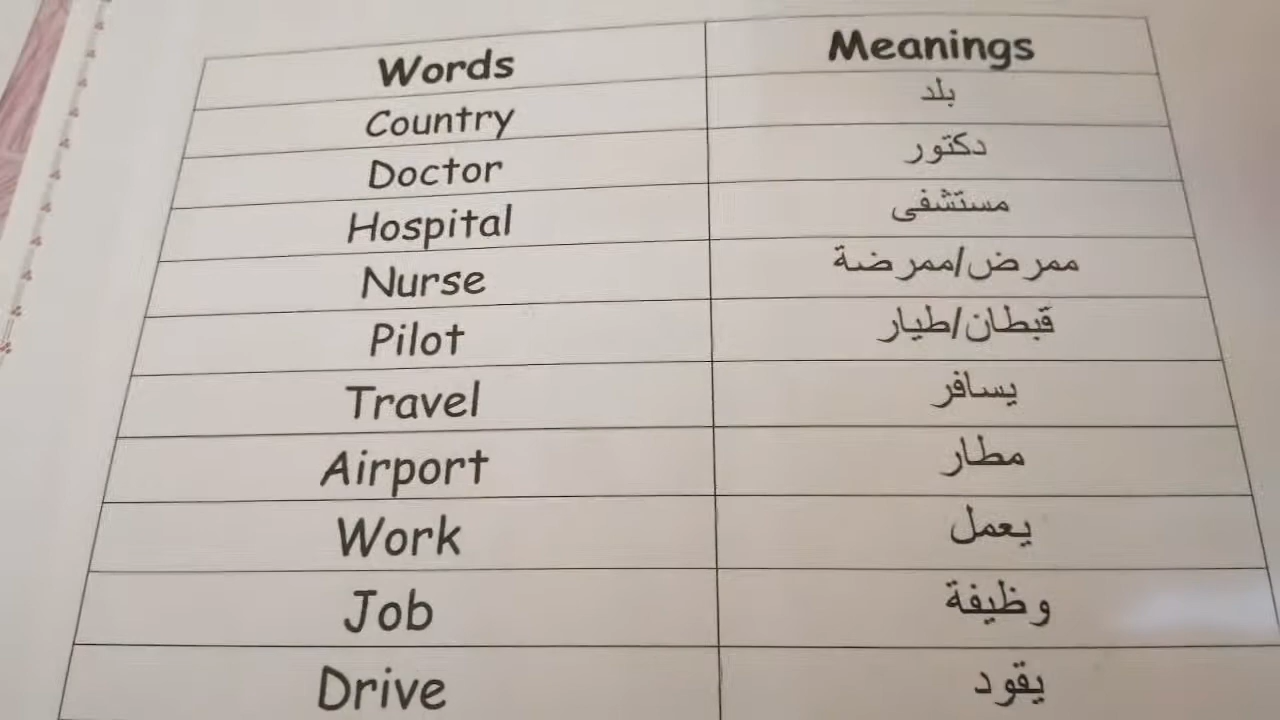 Words Meanings
Country بلد
Doctor دكتور
Hospital مستشفى
Nurse ممرض/ممرضة
Pilot قبطان/طيار
Travel يسافر
Airport مطار
Work يعمل
Job وظيفة
Drive يقود